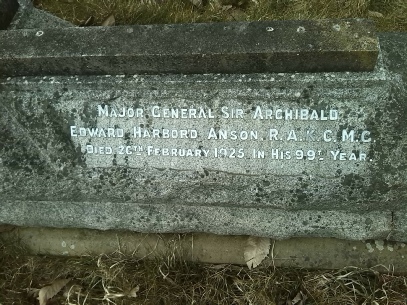 Major General Sir Archibald
Edward Harbord Anson, R.A. K.C.M.G.
Died 26th February 1925, In His 99th Year.